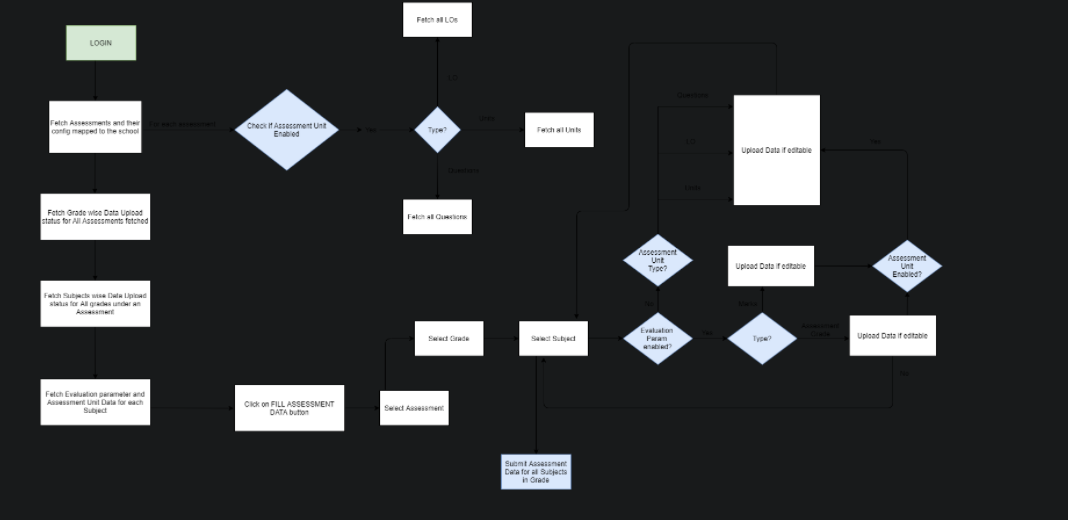 Fetch all LOs
LOGIN
LO
Fetch Assessments and their
config mapped to the school
For each assessment
Check if Assessment Unit
Enabled
Yes
Type?
Units
Fetch all Units
Questions
Fetch all Questions
Fetch Grade wise Data Upload
status for All Assessments fetched
Fetch Subjects wise Data Upload
status for All grades under an
Assessment
Fetch Evaluation parameter and
Assessment Unit Data for each
Subject
Click on FILL ASSESSMENT
DATA button
Select Assessment
Select Grade
Select Subject
Submit Assessment
Data for all Subjects
in Grade
Evaluation
Param
enabled?
No
Yes
Assessment
Unit
Type?
Questions
LO
Units
Upload Data if editable
Type?
Marks
Upload Data if editable
Assessment
Grade
Upload Data if editable
Assessment
Unit
Enabled?
Yes
No